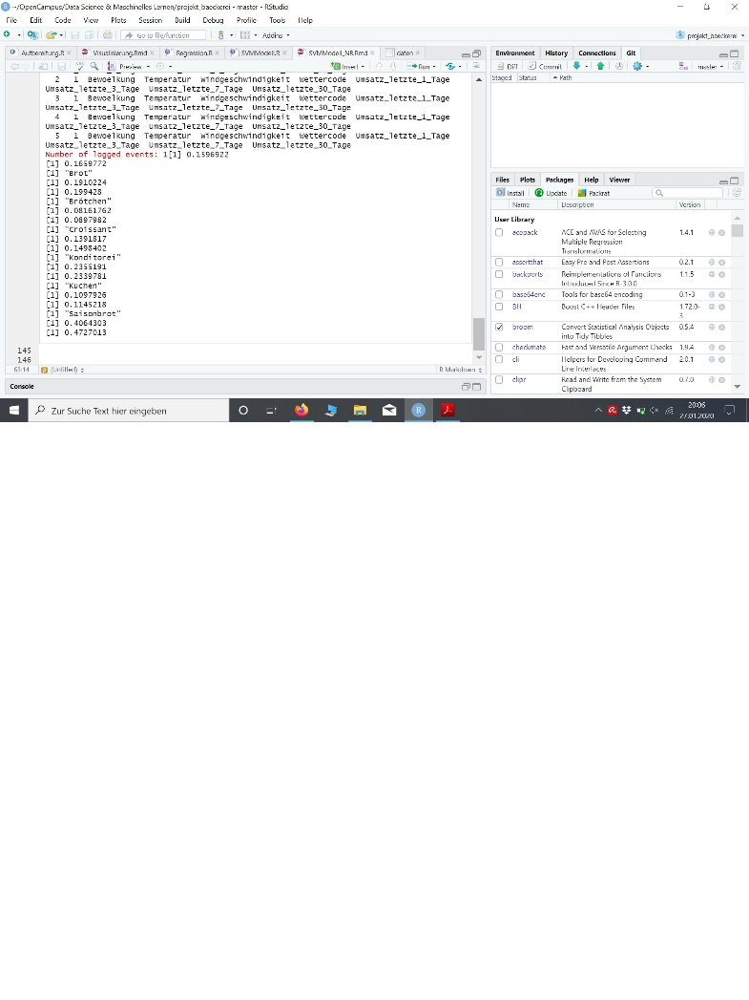 ~/OpenCampus/Data Science & Maschinelles Lernen/projekt_baeckerei - master - RStudio
File Edit Code View Plots Session Build Debug Profile Tools Help
Go to file/function Addins projekt_baeckerei
Aufbereitung.R Visualisierung.Rmd Regression.R SVMModell.R SVMModell_NB.Rmd daten
Preview Insert Run
2 1 Bewoelkung Temperatur Windgeschwindigkeit Wettercode Umsatz_letzte_1_Tage
Umsatz_letzte_3_Tage Umsatz_letzte_7_Tage Umsatz_letzte_30_Tage
3 1 Bewoelkung Temperatur Windgeschwindigkeit Wettercode Umsatz_letzte_1_Tage
Umsatz_letzte_3_Tage Umsatz_letzte_7_Tage Umsatz_letzte_30_Tage
4 1 Bewoelkung Temperatur Windgeschwindigkeit Wettercode Umsatz_letzte_1_Tage
Umsatz_letzte_3_Tage Umsatz_letzte_7_Tage Umsatz_letzte_30_Tage
5 1 Bewoelkung Temperatur Windgeschwindigkeit Wettercode Umsatz_letzte_1_Tage
Umsatz_letzte_3_Tage Umsatz_letzte_7_Tage Umsatz_letzte_30_Tage
Number of logged events: 1[1] 0.1596922
[1] 0.1659772
[1] "Brot"
[1] 0.1910224
[1] 0.199428
[1] "Brötchen"
[1] 0.08161762
[1] 0.0897982
[1] "Croissant"
[1] 0.1391817
[1] 0.1498402
[1] "Konditorei"
[1] 0.2355191
[1] 0.2339781
[1] "Kuchen"
[1] 0.1097926
[1] 0.1145218
[1] "Saisonbrot"
[1] 0.4064303
[1] 0.4727013
145
146
63:14 (Untitled) R Markdown
Console
Environment History Connections Git
Diff Commit master
Staged Status Path
Files Plots Packages Help Viewer
Install Update Packrat
Name Description Version
User Library
acepack ACE and AVAS for Selecting 1.4.1
Multiple Regression
Transformations
assertthat Easy Pre and Post Assertions 0.2.1
backports Reimplementations of Functions 1.1.5
Introduced Since R-3.0.0
base64enc Tools for base64 encoding 0.1-3
BH Boost C++ Header Files 1.72.0-
3
broom Convert Statistical Analysis Objects 0.5.4
into Tidy Tibbles
checkmate Fast and Versatile Argument Checks 1.9.4
cli Helpers for Developing Command 2.0.1
Line Interfaces
clipr Read and Write from the System 0.7.0
Clipboard
Zur Suche Text hier eingeben
20:06
27.01.2020